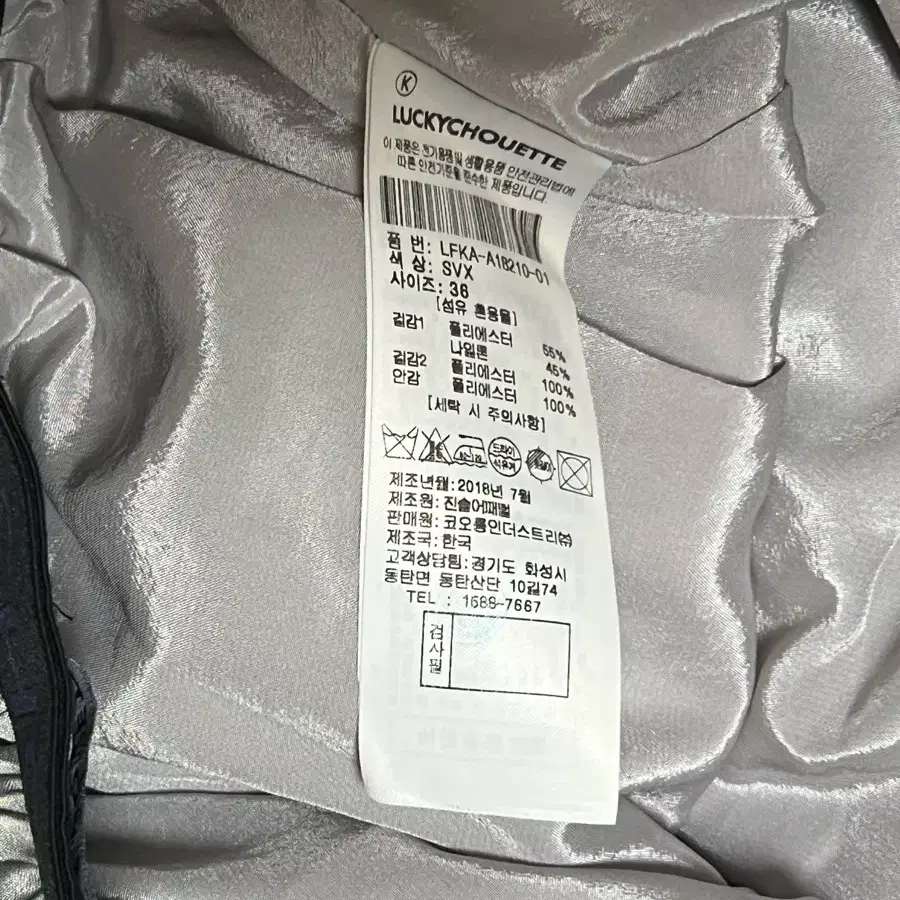 K
LUCKYCHOUETTE
이 제품은 전기용품 및 생활용품 안전관리법에
따른 안전기준을 준수한 제품입니다.
품 번: LFKA-A18210-01
색 상: SVX
사이즈: 36
[섬유 혼용율]
겉감1 폴리에스터 55%
나일론 45%
겉감2 폴리에스터 100%
안감 폴리에스터 100%
[세탁 시 주의사항]
드라이
석유계
제조년월: 2018년 7월
제조원: 진솔어패럴
판매원: 코오롱인더스트리㈜
제조국: 한국
고객상담팀: 경기도 화성시
동탄면 동탄산단 10길74
TEL : 1688-7667
검사필